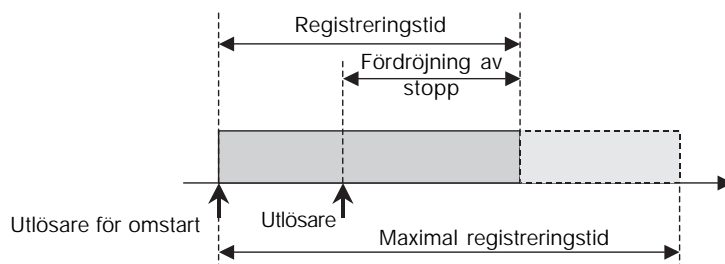 Registreringstid
Fördröjning av
stopp
Utlösare för omstart
Utlösare
Maximal registreringstid